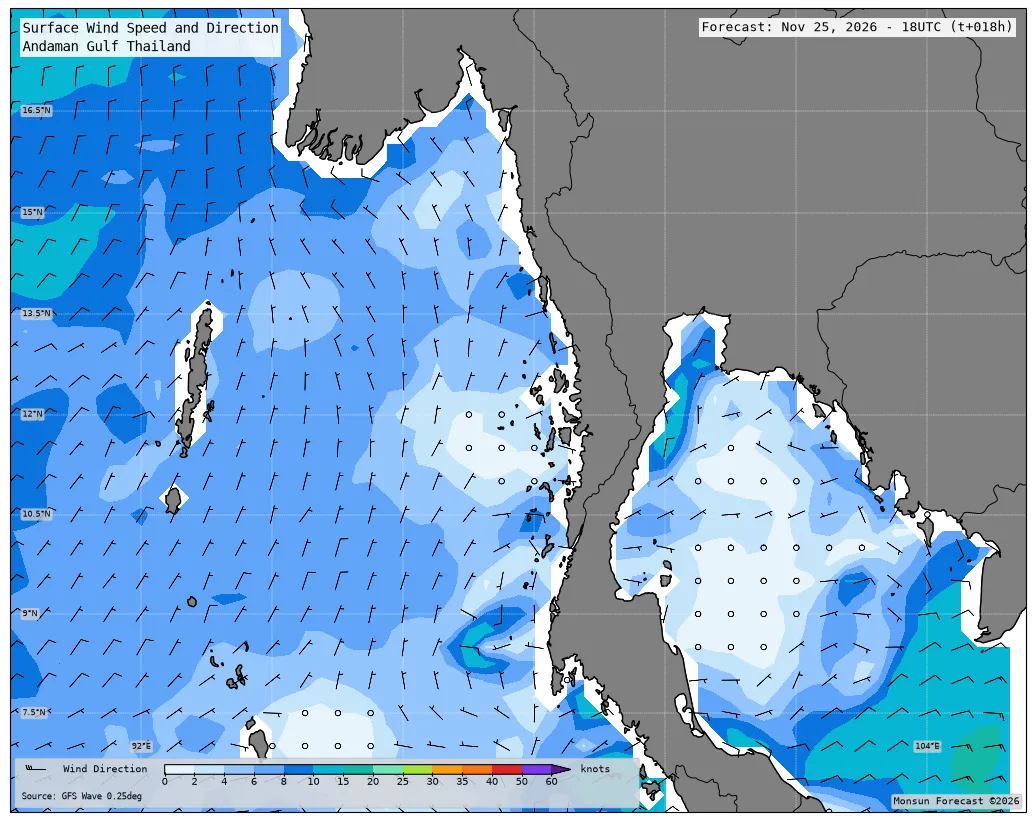 Surface Wind Speed and Direction
Andaman Gulf Thailand
Forecast: Nov 25, 2026 - 18UTC (t+018h)
16.5°N
15°N
13.5°N
12°N
10.5°N
9°N
7.5°N
92°E
104°E
Wind Direction
0 2 4 6 8 10 15 20 25 30 35 40 50 60
knots
Source: GFS Wave 0.25deg
Monsun Forecast ©2026